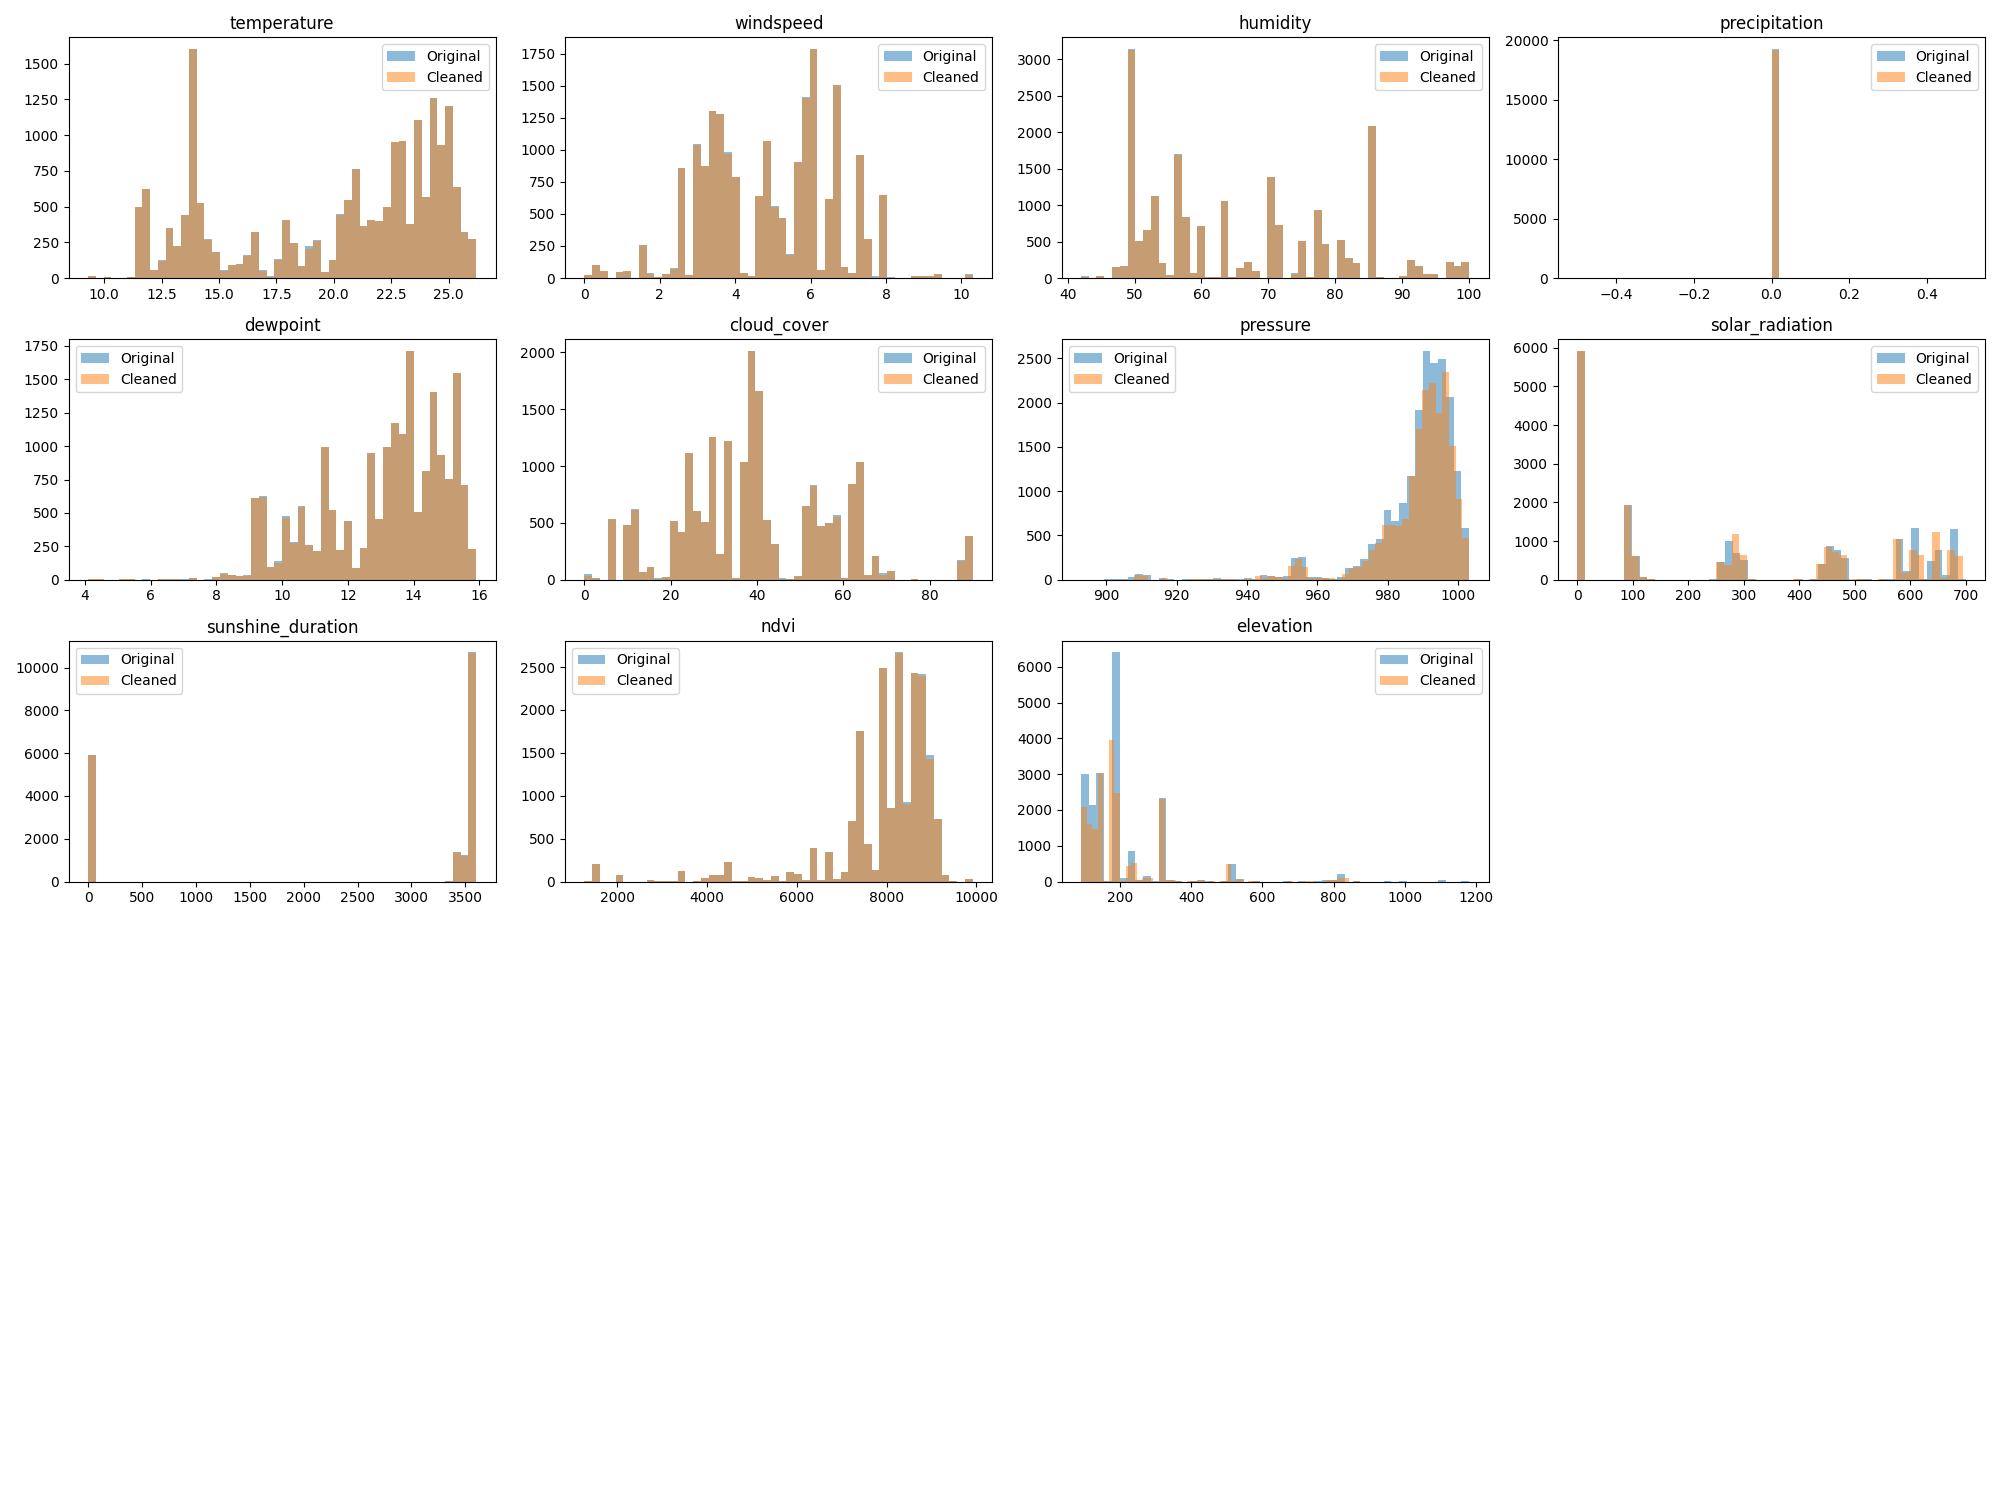 temperature
Original
Cleaned
1500
1250
1000
750
500
250
0
10.0 12.5 15.0 17.5 20.0 22.5 25.0
windspeed
Original
Cleaned
1750
1500
1250
1000
750
500
250
0
0 2 4 6 8 10
humidity
Original
Cleaned
3000
2500
2000
1500
1000
500
0
40 50 60 70 80 90 100
precipitation
Original
Cleaned
20000
15000
10000
5000
0
−0.4 −0.2 0.0 0.2 0.4
dewpoint
Original
Cleaned
1750
1500
1250
1000
750
500
250
0
4 6 8 10 12 14 16
cloud_cover
Original
Cleaned
2000
1500
1000
500
0
0 20 40 60 80
pressure
Original
Cleaned
2500
2000
1500
1000
500
0
900 920 940 960 980 1000
solar_radiation
Original
Cleaned
6000
5000
4000
3000
2000
1000
0
0 100 200 300 400 500 600 700
sunshine_duration
Original
Cleaned
10000
8000
6000
4000
2000
0
0 500 1000 1500 2000 2500 3000 3500
ndvi
Original
Cleaned
2500
2000
1500
1000
500
0
2000 4000 6000 8000 10000
elevation
Original
Cleaned
6000
5000
4000
3000
2000
1000
0
200 400 600 800 1000 1200